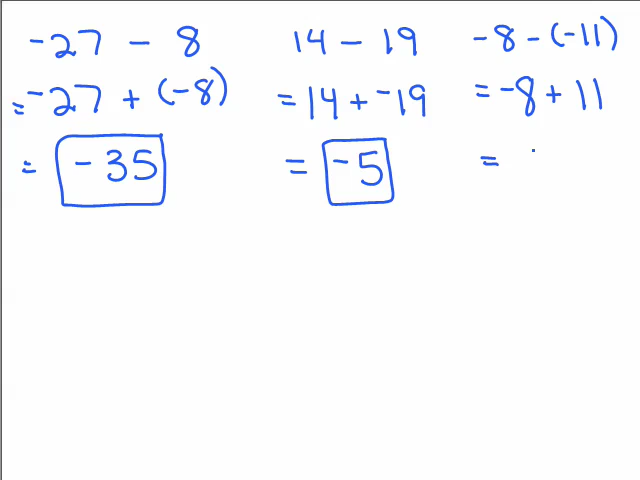 -27 - 8
= -27 + (-8)
= -35
14 - 19
= 14 + -19
= -5
-8 - (-11)
= -8 + 11
=